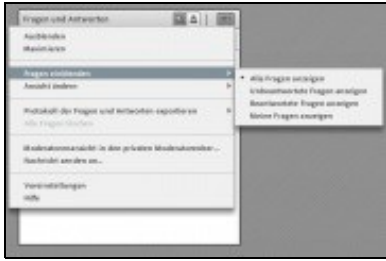 Fragen und Antworten
Ausblenden
Maximieren
Fragen einblenden
Ansicht ändern
Protokoll der Fragen und Antworten exportieren
Alle Fragen löschen
Moderatorenansicht in den privaten Moderatorenber...
Nachricht senden an...
Voreinstellungen
Hilfe
Alle Fragen anzeigen
Unbeantwortete Fragen anzeigen
Beantwortete Fragen anzeigen
Meine Fragen anzeigen